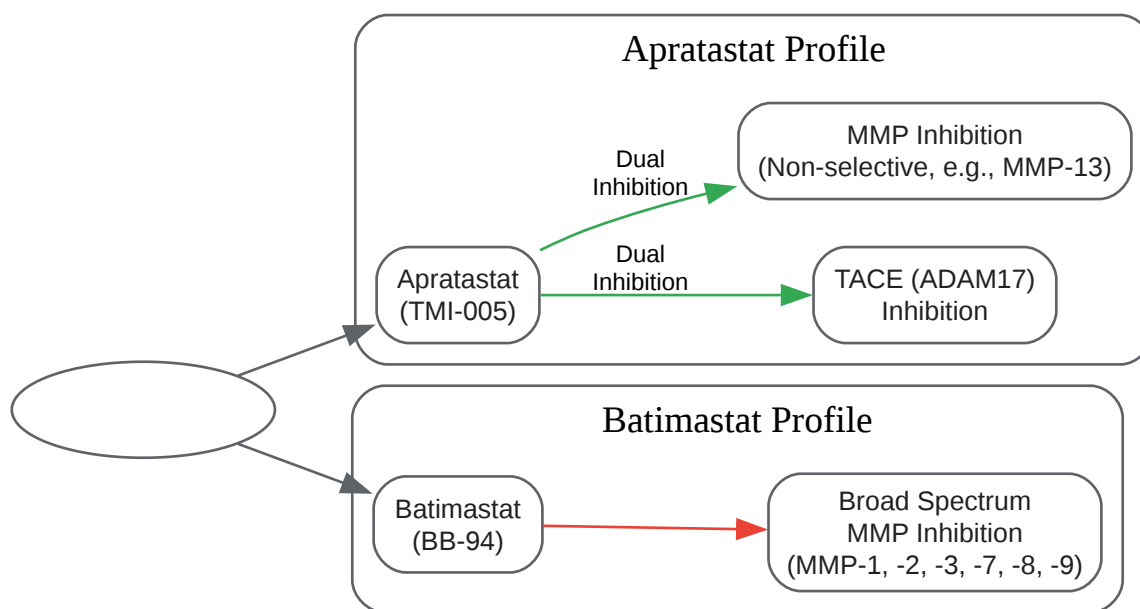 Apratastat Profile
MMP Inhibition
(Non-selective, e.g., MMP-13)
Dual
Inhibition
Apratastat
(TMI-005)
Dual
Inhibition
TACE (ADAM17)
Inhibition
Batimastat Profile
Batimastat
(BB-94)
Broad Spectrum
MMP Inhibition
(MMP-1, -2, -3, -7, -8, -9)